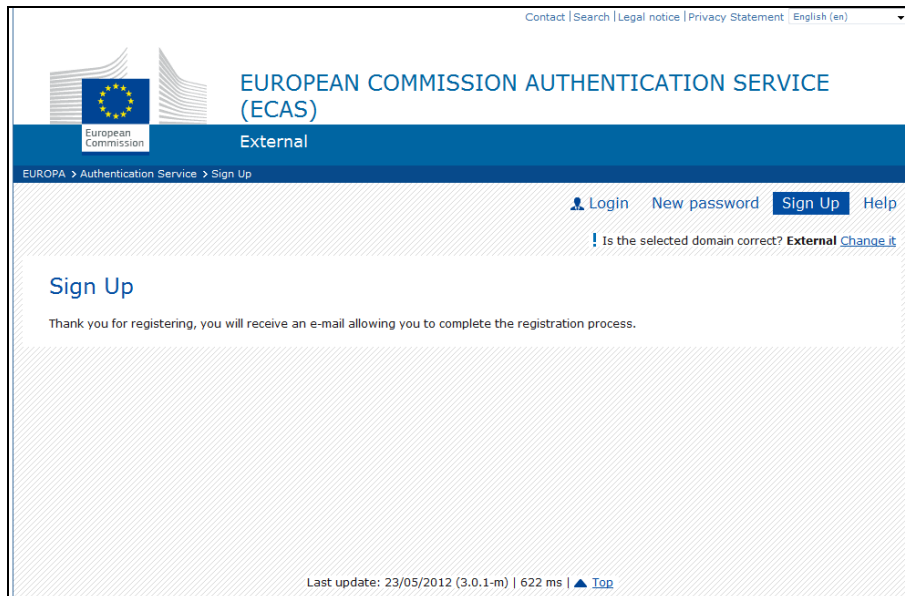 Contact | Search | Legal notice | Privacy Statement English (en)
EUROPEAN COMMISSION AUTHENTICATION SERVICE
(ECAS)
European
Commission
External
EUROPA > Authentication Service > Sign Up
Login New password Sign Up Help
! Is the selected domain correct? External Change it
Sign Up
Thank you for registering, you will receive an e-mail allowing you to complete the registration process.
Last update: 23/05/2012 (3.0.1-m) | 622 ms | Top